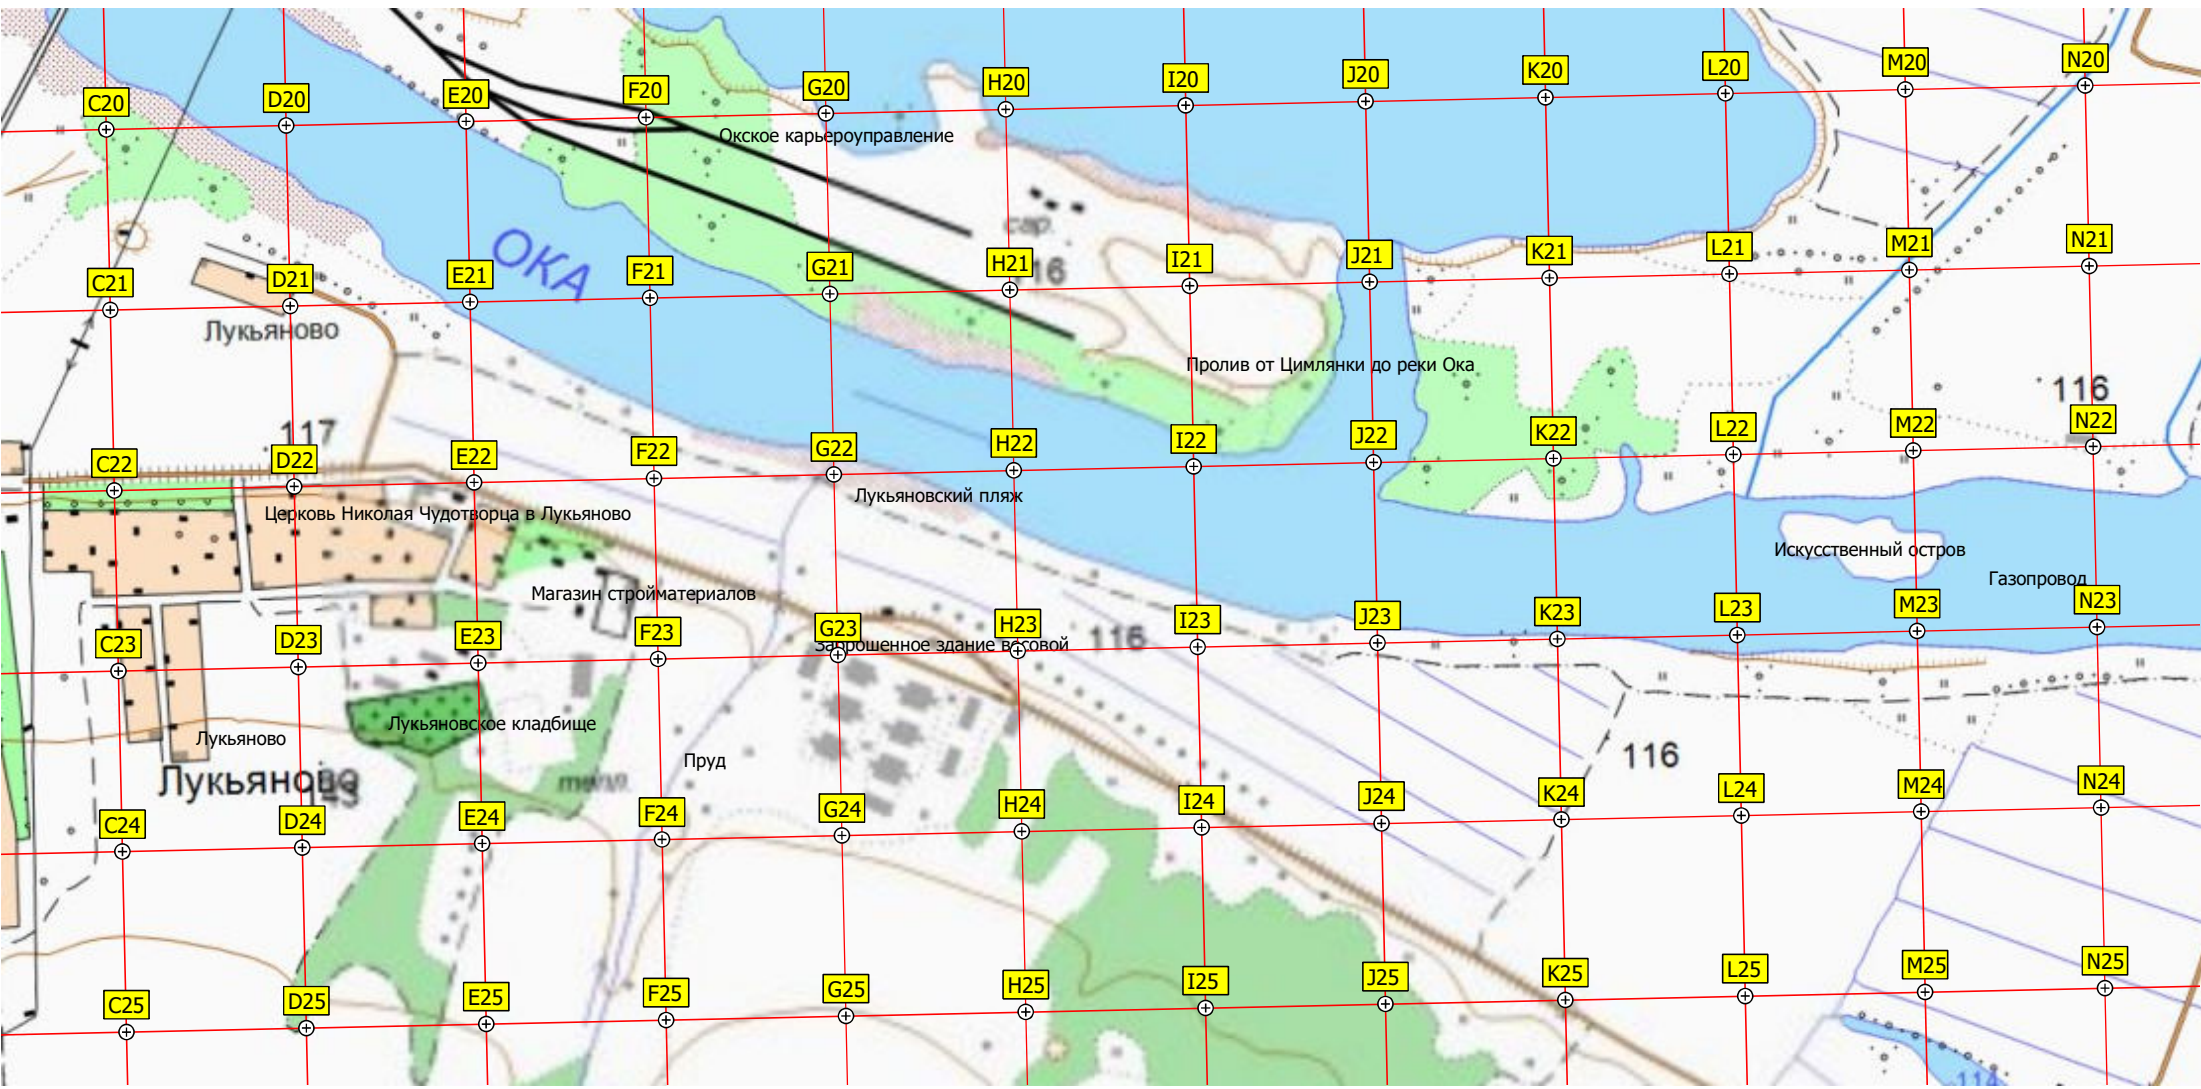 C20 D20 E20 F20 G20 H20 I20 J20 K20 L20 M20 N20
Окское карьероуправление
сар.
ОКА
C21 D21 E21 F21 G21 H21 I21 J21 K21 L21 M21 N21
116
Лукьяново
Пролив от Цимлянки до реки Ока
116
117
C22 D22 E22 F22 G22 H22 I22 J22 K22 L22 M22 N22
Лукьяновский пляж
Церковь Николая Чудотворца в Лукьяново
Искусственный остров
Газопровод
Магазин стройматериалов
C23 D23 E23 F23 G23 H23 I23 J23 K23 L23 M23 N23
Заброшенное здание весовой
116
Лукьяновское кладбище
Лукьяново
Пруд
116
Лукьяново
143
тепл.
C24 D24 E24 F24 G24 H24 I24 J24 K24 L24 M24 N24
C25 D25 E25 F25 G25 H25 I25 J25 K25 L25 M25 N25
114